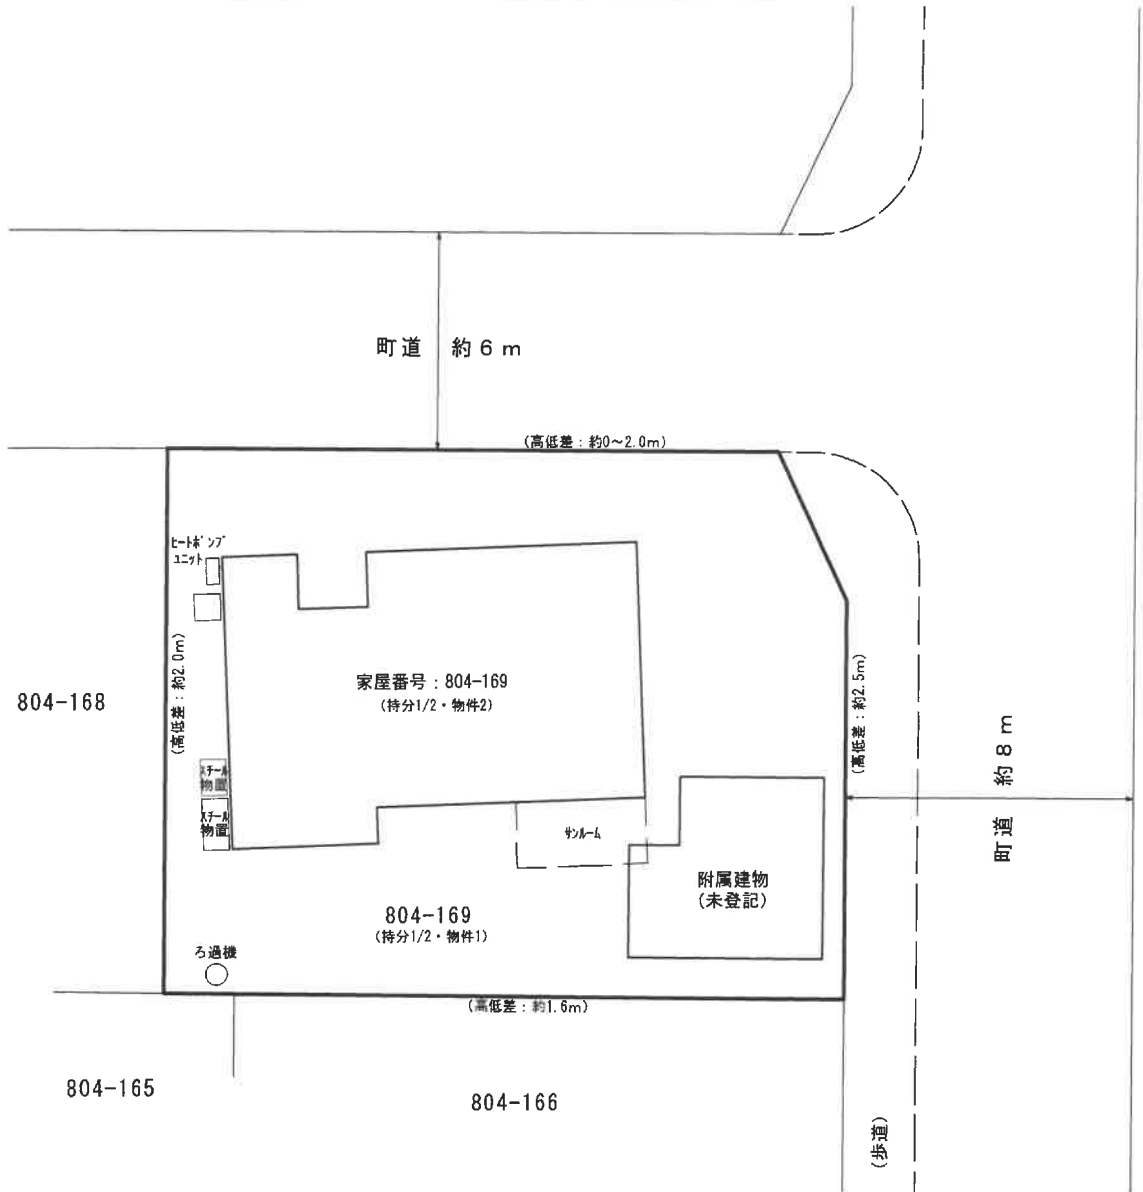 町道 約６ｍ
(高低差：約0～2.0m)
ﾋｰﾄﾎﾟﾝﾌﾟ
ﾕﾆｯﾄ
(高低差：約2.0m)
家屋番号：804-169
(持分1/2・物件2)
804-168
(高低差：約2.5m)
町道 約８ｍ
ｽﾁｰﾙ
物置
ｽﾁｰﾙ
物置
ｻﾝﾙｰﾑ
附属建物
(未登記)
804-169
(持分1/2・物件1)
ろ過機
(高低差：約1.6m)
804-165
804-166
(歩道)